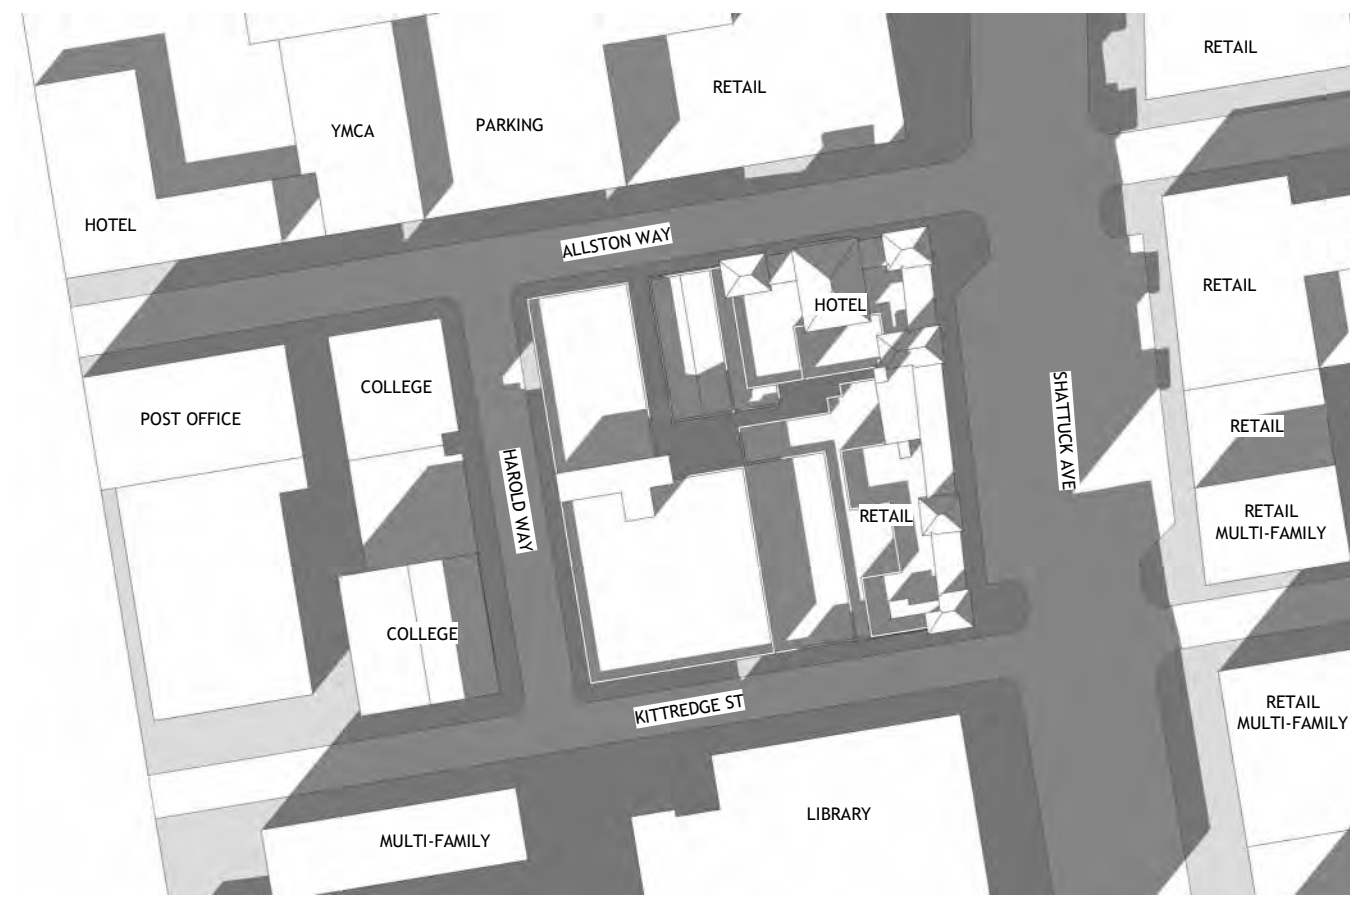 RETAIL
RETAIL
YMCA
PARKING
HOTEL
ALLSTON WAY
HOTEL
RETAIL
COLLEGE
POST OFFICE
SHATTUCK AVE
RETAIL
HAROLD WAY
RETAIL
RETAIL
MULTI-FAMILY
COLLEGE
KITTREDGE ST
RETAIL
MULTI-FAMILY
LIBRARY
MULTI-FAMILY